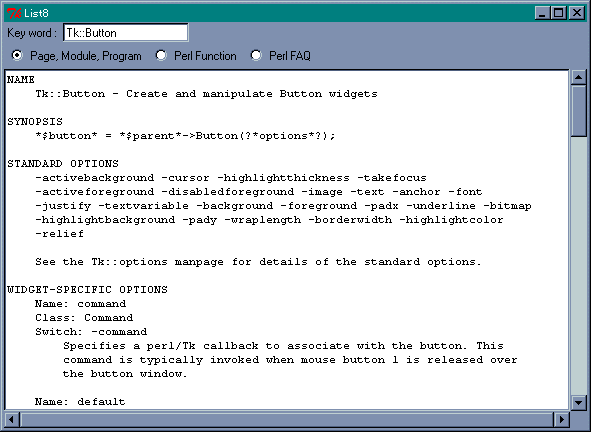 List8
Key word : Tk::Button
Page, Module, Program Perl Function Perl FAQ
NAME
    Tk::Button - Create and manipulate Button widgets

SYNOPSIS
    *$button* = *$parent*->Button(?*options*?);

STANDARD OPTIONS
    -activebackground -cursor -highlightthickness -takefocus
    -activeforeground -disabledforeground -image -text -anchor -font
    -justify -textvariable -background -foreground -padx -underline -bitmap
    -highlightbackground -pady -wraplength -borderwidth -highlightcolor
    -relief

    See the Tk::options manpage for details of the standard options.

WIDGET-SPECIFIC OPTIONS
    Name: command
    Class: Command
    Switch: -command
        Specifies a perl/Tk callback to associate with the button. This
        command is typically invoked when mouse button 1 is released over
        the button window.

    Name: default